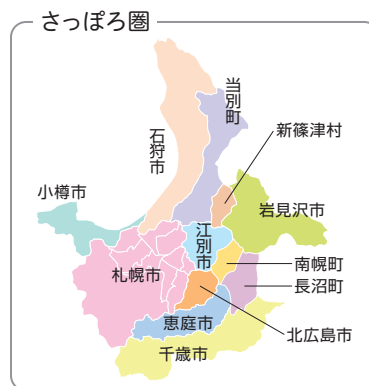 さっぽろ圏
当別町
石狩市
新篠津村
小樽市
岩見沢市
江別市
南幌町
札幌市
長沼町
北広島市
恵庭市
千歳市